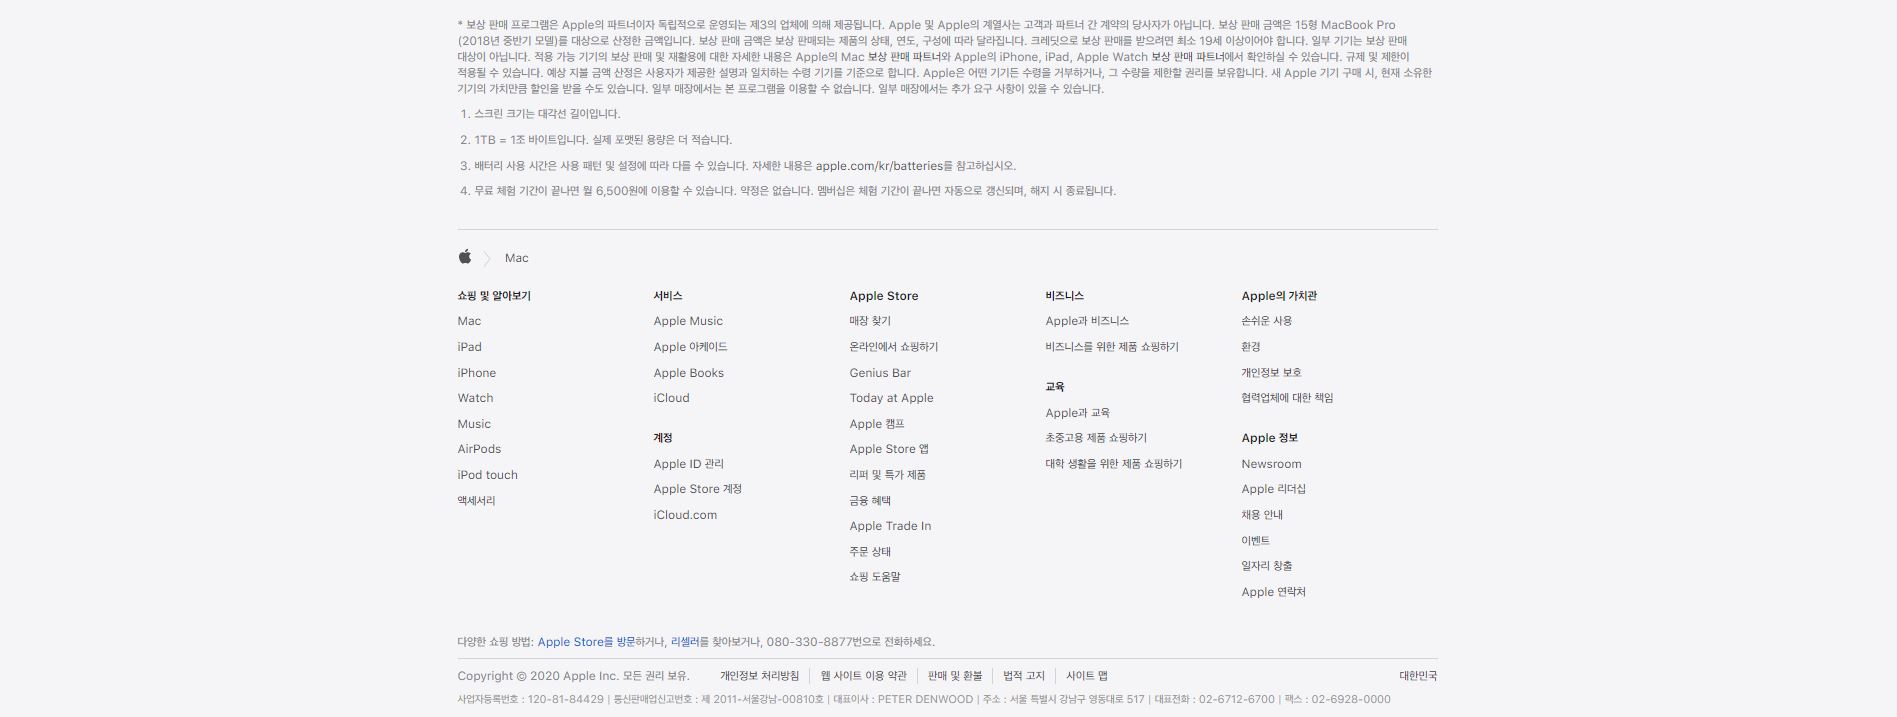 * 보상 판매 프로그램은 Apple의 파트너이자 독립적으로 운영되는 제3의 업체에 의해 제공됩니다. Apple 및 Apple의 계열사는 고객과 파트너 간 계약의 당사자가 아닙니다. 보상 판매 금액은 15형 MacBook Pro
(2018년 중반기 모델)를 대상으로 산정한 금액입니다. 보상 판매 금액은 보상 판매되는 제품의 상태, 연도, 구성에 따라 달라집니다. 크레딧으로 보상 판매를 받으려면 최소 19세 이상이어야 합니다. 일부 기기는 보상 판매
대상이 아닙니다. 적용 가능 기기의 보상 판매 및 재활용에 대한 자세한 내용은 Apple의 Mac 보상 판매 파트너와 Apple의 iPhone, iPad, Apple Watch 보상 판매 파트너에서 확인하실 수 있습니다. 규제 및 제한이
적용될 수 있습니다. 예상 지불 금액 산정은 사용자가 제공한 설명과 일치하는 수령 기기를 기준으로 합니다. Apple은 어떤 기기든 수령을 거부하거나, 그 수량을 제한할 권리를 보유합니다. 새 Apple 기기 구매 시, 현재 소유한
기기의 가치만큼 할인을 받을 수도 있습니다. 일부 매장에서는 본 프로그램을 이용할 수 없습니다. 일부 매장에서는 추가 요구 사항이 있을 수 있습니다.
1. 스크린 크기는 대각선 길이입니다.
2. 1TB = 1조 바이트입니다. 실제 포맷된 용량은 더 적습니다.
3. 배터리 사용 시간은 사용 패턴 및 설정에 따라 다를 수 있습니다. 자세한 내용은 apple.com/kr/batteries를 참고하십시오.
4. 무료 체험 기간이 끝나면 월 6,500원에 이용할 수 있습니다. 약정은 없습니다. 멤버십은 체험 기간이 끝나면 자동으로 갱신되며, 해지 시 종료됩니다.
Mac
쇼핑 및 알아보기
Mac
iPad
iPhone
Watch
Music
AirPods
iPod touch
액세서리
서비스
Apple Music
Apple 아케이드
Apple Books
iCloud
계정
Apple ID 관리
Apple Store 계정
iCloud.com
Apple Store
매장 찾기
온라인에서 쇼핑하기
Genius Bar
Today at Apple
Apple 캠프
Apple Store 앱
리퍼 및 특가 제품
금융 혜택
Apple Trade In
주문 상태
쇼핑 도움말
비즈니스
Apple과 비즈니스
비즈니스를 위한 제품 쇼핑하기
교육
Apple과 교육
초중고용 제품 쇼핑하기
대학 생활을 위한 제품 쇼핑하기
Apple의 가치관
손쉬운 사용
환경
개인정보 보호
협력업체에 대한 책임
Apple 정보
Newsroom
Apple 리더십
채용 안내
이벤트
일자리 창출
Apple 연락처
다양한 쇼핑 방법: Apple Store를 방문하거나, 리셀러를 찾아보거나, 080-330-8877번으로 전화하세요.
Copyright © 2020 Apple Inc. 모든 권리 보유. 개인정보 처리방침 | 웹 사이트 이용 약관 | 판매 및 환불 | 법적 고지 | 사이트 맵 대한민국
사업자등록번호 : 120-81-84429 | 통신판매업신고번호 : 제 2011-서울강남-00810호 | 대표이사 : PETER DENWOOD | 주소 : 서울 특별시 강남구 영동대로 517 | 대표전화 : 02-6712-6700 | 팩스 : 02-6928-0000